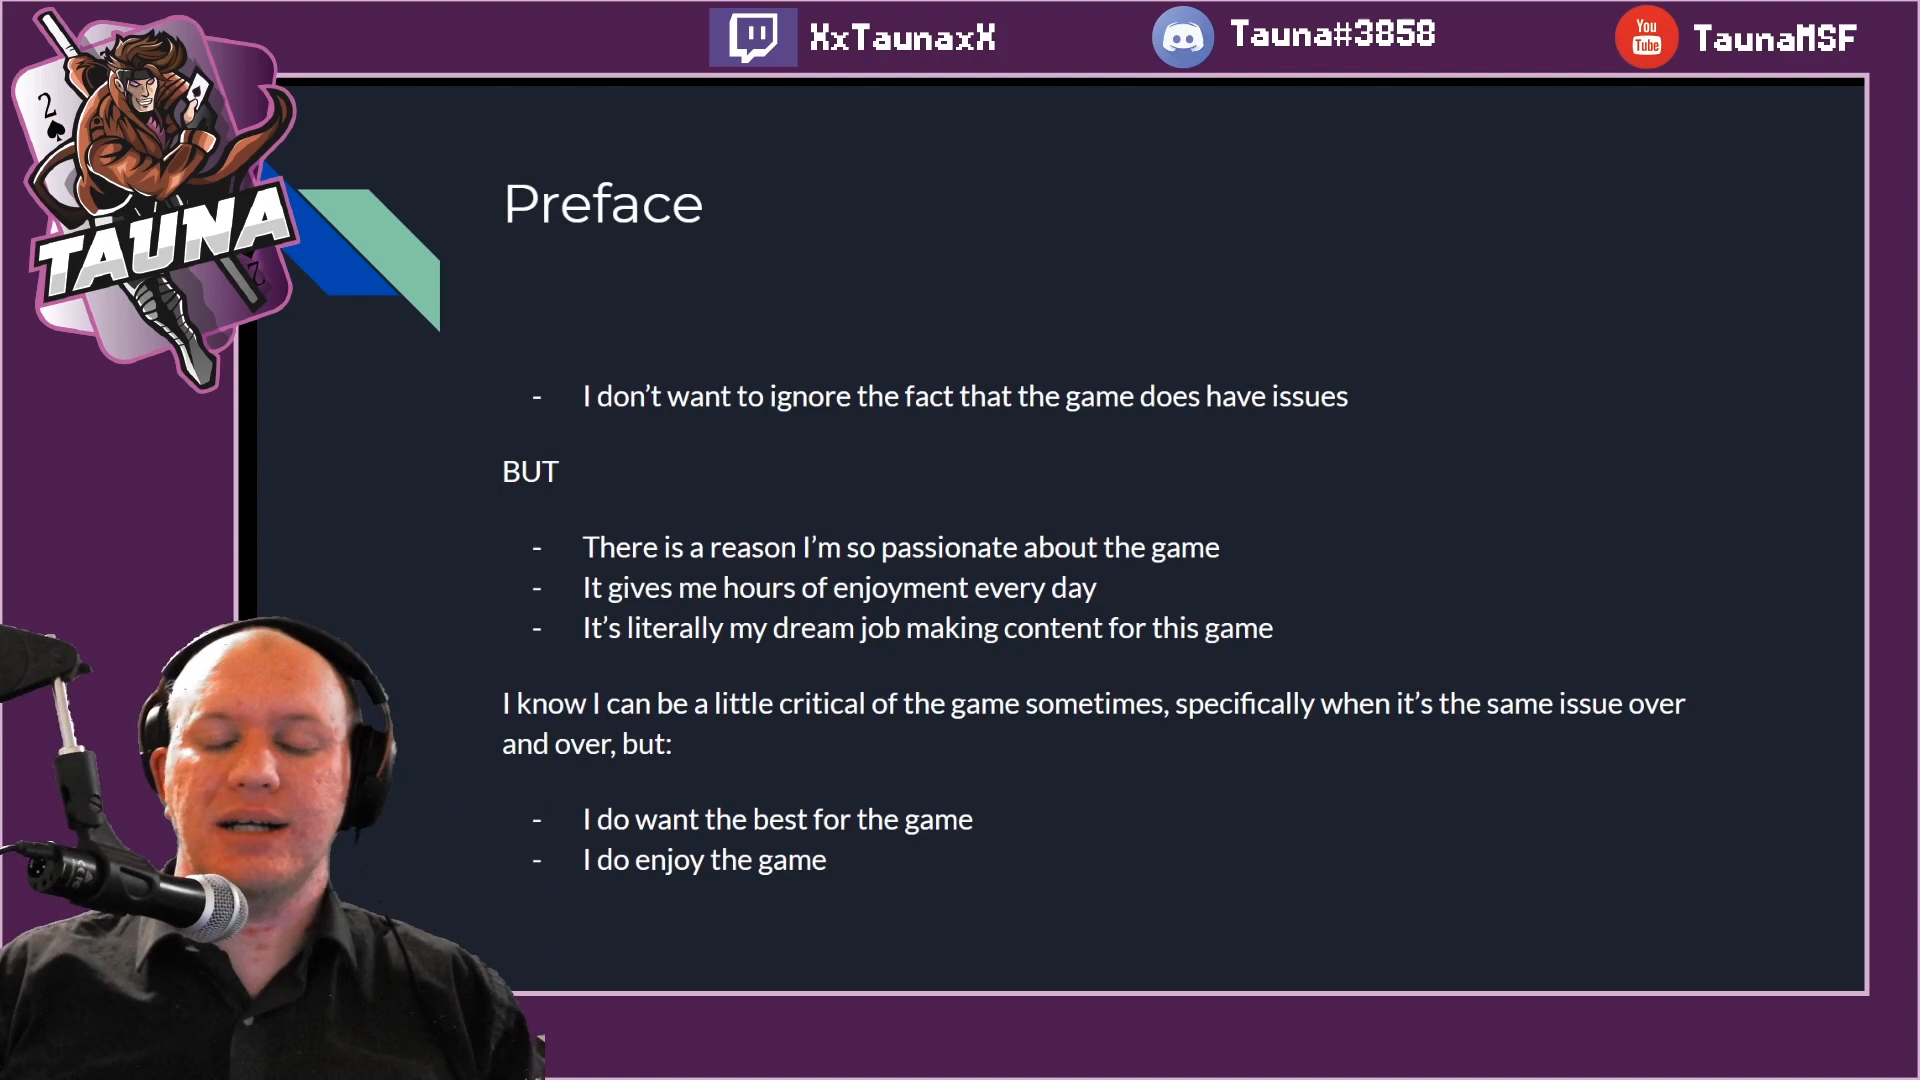 XxTaunaxX
Tauna#3858
You
Tube
TaunaMSF
2
TAUNA
2
Preface
- I don’t want to ignore the fact that the game does have issues
BUT
- There is a reason I’m so passionate about the game
- It gives me hours of enjoyment every day
- It’s literally my dream job making content for this game
I know I can be a little critical of the game sometimes, specifically when it’s the same issue over
and over, but:
- I do want the best for the game
- I do enjoy the game